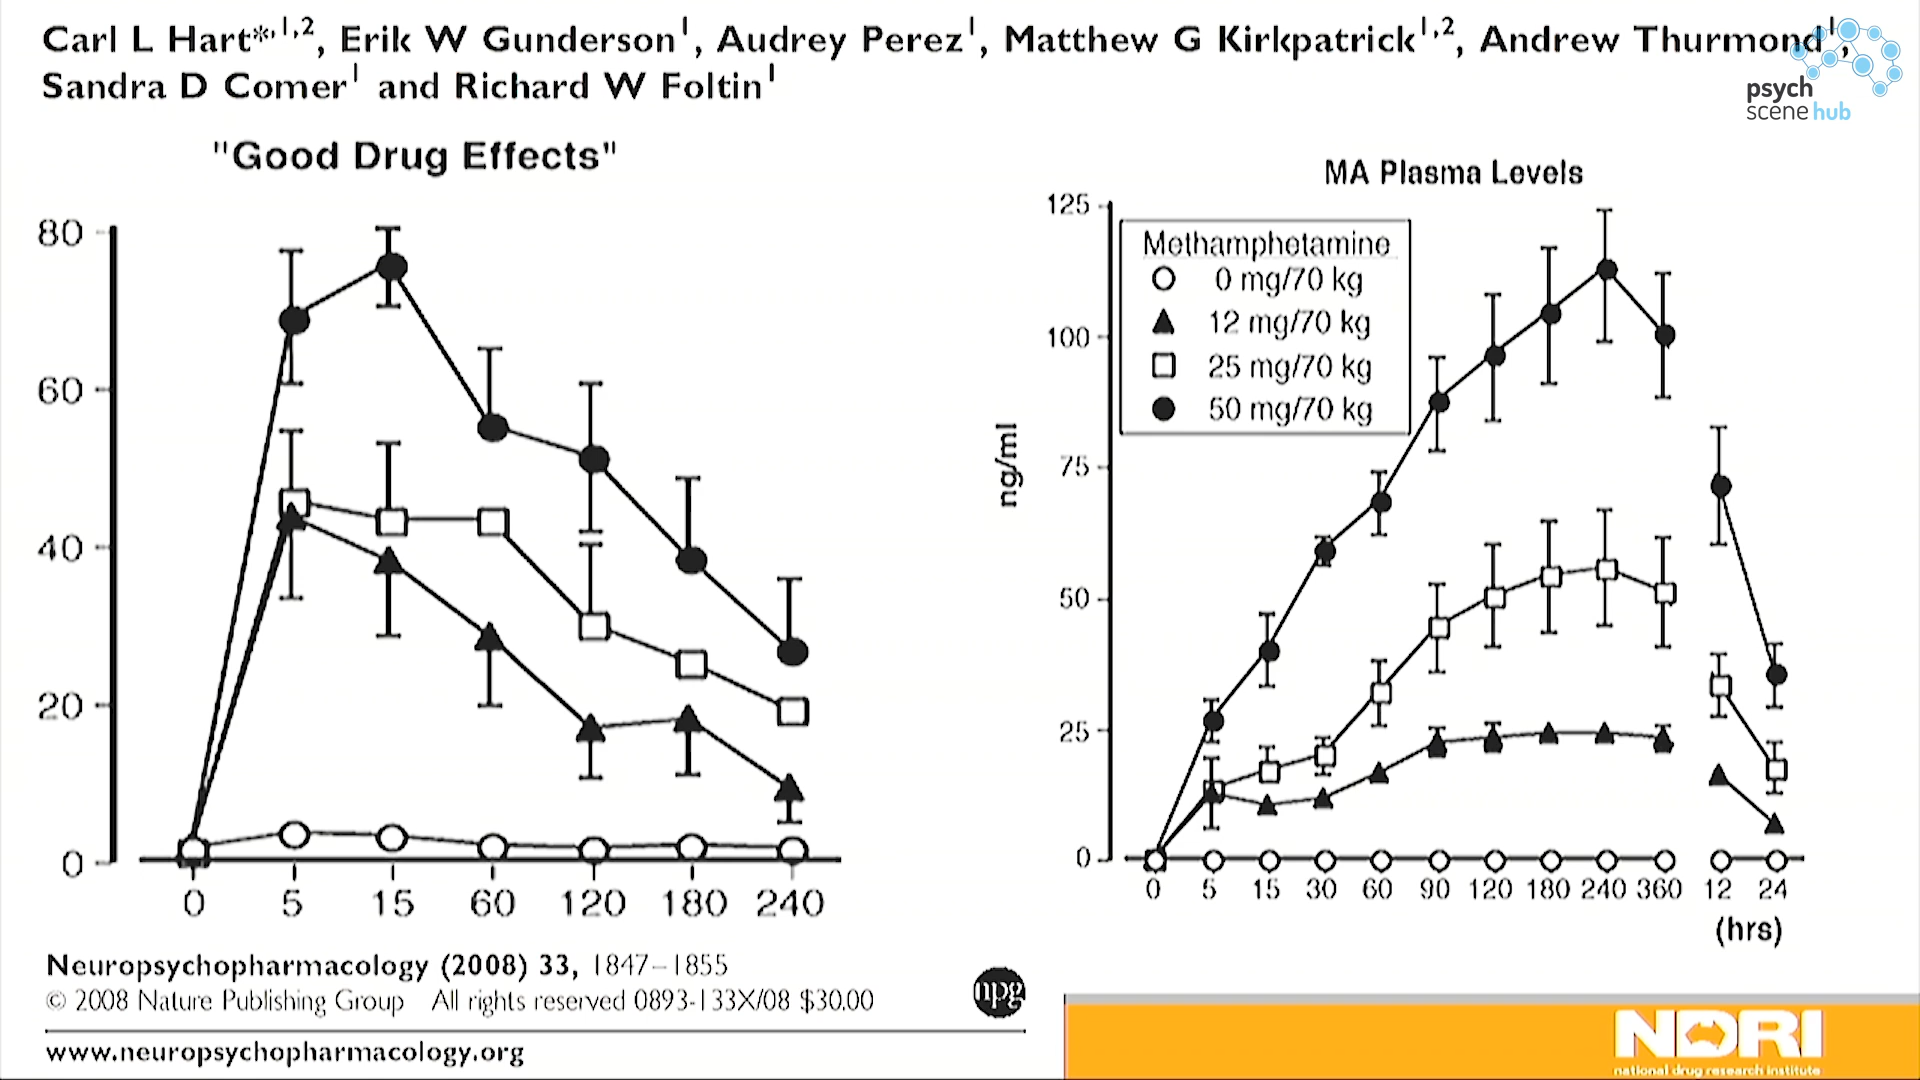 Carl L Hart*,1,2, Erik W Gunderson1, Audrey Perez1, Matthew G Kirkpatrick1,2, Andrew Thurmond1,
Sandra D Comer1 and Richard W Foltin1
psych
scene hub
"Good Drug Effects"
80
60
40
20
0
0 5 15 60 120 180 240
MA Plasma Levels
125
100
75
50
25
0
ng/ml
Methamphetamine
0 mg/70 kg
12 mg/70 kg
25 mg/70 kg
50 mg/70 kg
0 5 15 30 60 90 120 180 240 360 12 24
(hrs)
Neuropsychopharmacology (2008) 33, 1847–1855
© 2008 Nature Publishing Group All rights reserved 0893-133X/08 $30.00
npg
www.neuropsychopharmacology.org
NDRI
national drug research institute